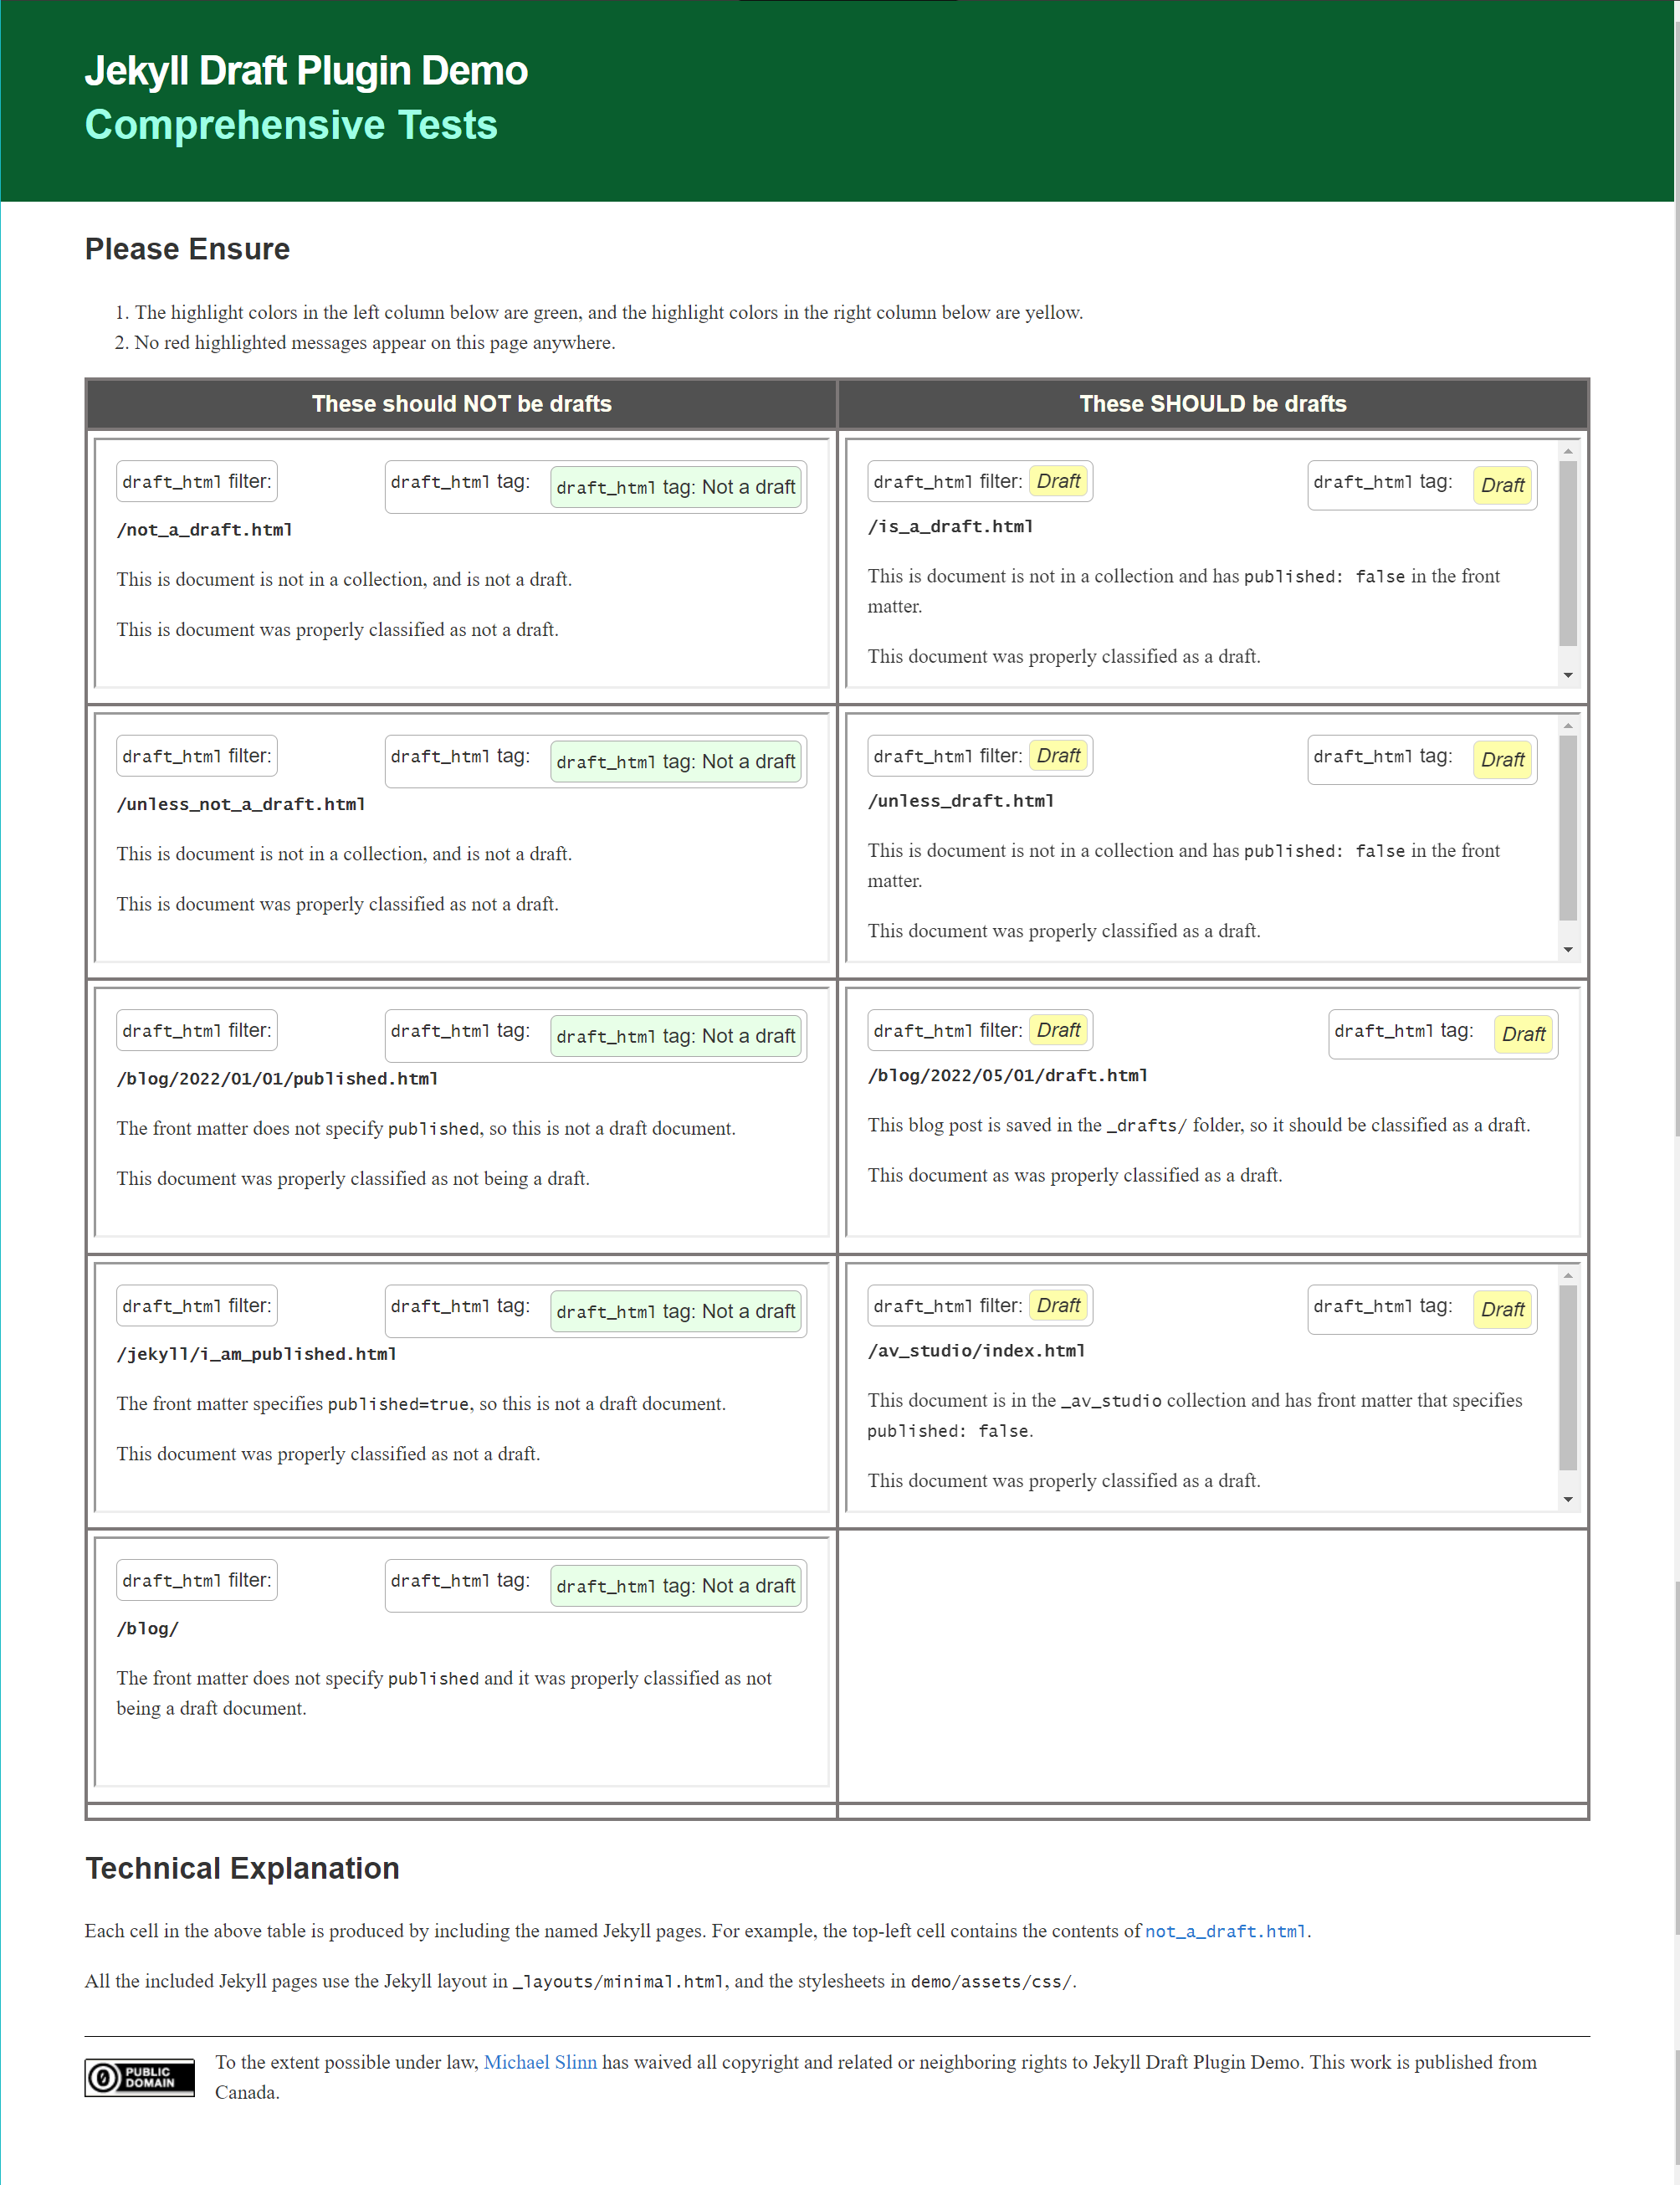 Jekyll Draft Plugin Demo
Comprehensive Tests
Please Ensure
1. The highlight colors in the left column below are green, and the highlight colors in the right column below are yellow.
2. No red highlighted messages appear on this page anywhere.
These should NOT be drafts
These SHOULD be drafts
draft_html filter:
draft_html tag: draft_html tag: Not a draft
/not_a_draft.html
This is document is not in a collection, and is not a draft.
This is document was properly classified as not a draft.
draft_html filter: Draft
draft_html tag: Draft
/is_a_draft.html
This is document is not in a collection and has published: false in the front
matter.
This document was properly classified as a draft.
draft_html filter:
draft_html tag: draft_html tag: Not a draft
/unless_not_a_draft.html
This is document is not in a collection, and is not a draft.
This is document was properly classified as not a draft.
draft_html filter: Draft
draft_html tag: Draft
/unless_draft.html
This is document is not in a collection and has published: false in the front
matter.
This document was properly classified as a draft.
draft_html filter:
draft_html tag: draft_html tag: Not a draft
/blog/2022/01/01/published.html
The front matter does not specify published, so this is not a draft document.
This document was properly classified as not being a draft.
draft_html filter: Draft
draft_html tag: Draft
/blog/2022/05/01/draft.html
This blog post is saved in the _drafts/ folder, so it should be classified as a draft.
This document as was properly classified as a draft.
draft_html filter:
draft_html tag: draft_html tag: Not a draft
/jekyll/i_am_published.html
The front matter specifies published=true, so this is not a draft document.
This document was properly classified as not a draft.
draft_html filter: Draft
draft_html tag: Draft
/av_studio/index.html
This document is in the _av_studio collection and has front matter that specifies
published: false.
This document was properly classified as a draft.
draft_html filter:
draft_html tag: draft_html tag: Not a draft
/blog/
The front matter does not specify published and it was properly classified as not
being a draft document.
Technical Explanation
Each cell in the above table is produced by including the named Jekyll pages. For example, the top-left cell contains the contents of not_a_draft.html.
All the included Jekyll pages use the Jekyll layout in _layouts/minimal.html, and the stylesheets in demo/assets/css/.
PUBLIC
DOMAIN
To the extent possible under law, Michael Slinn has waived all copyright and related or neighboring rights to Jekyll Draft Plugin Demo. This work is published from
Canada.